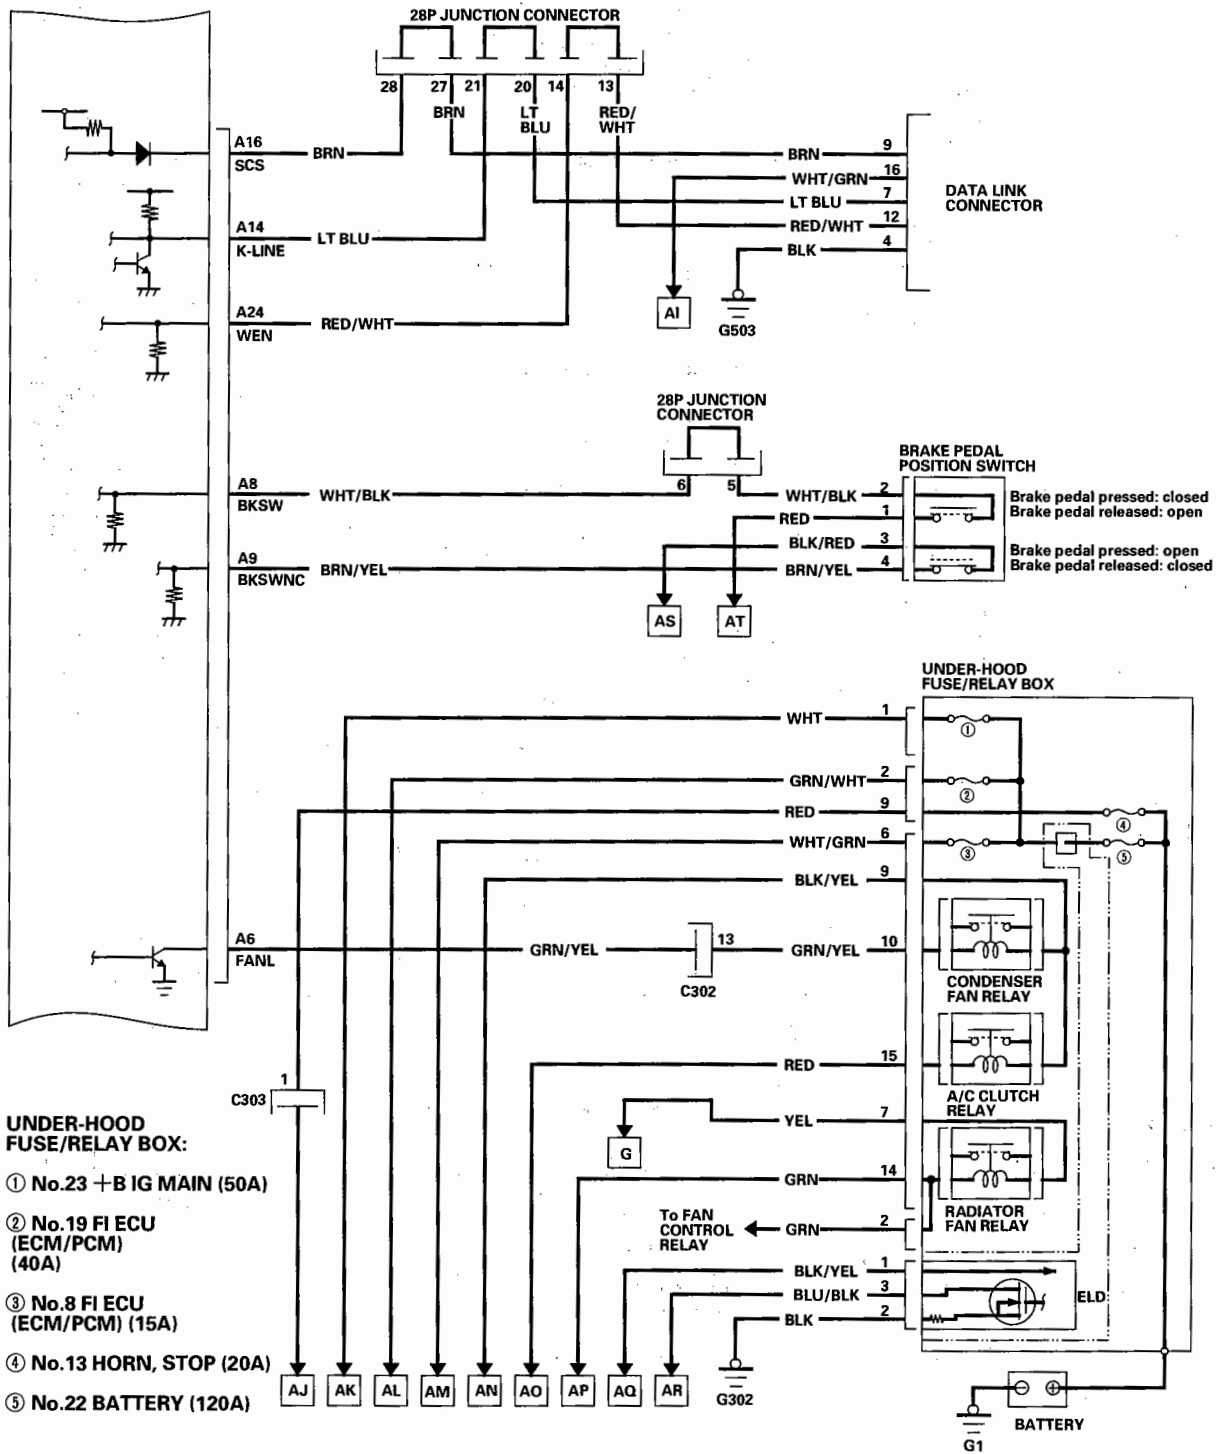 28P JUNCTION CONNECTOR
28 27 21 20 14 13
BRN
LT
BLU
RED/
WHT
A16
SCS
BRN
BRN
9
WHT/GRN
16
LT BLU
7
RED/WHT
12
BLK
4
DATA LINK
CONNECTOR
A14
K-LINE
LT BLU
AI
G503
A24
WEN
RED/WHT
28P JUNCTION
CONNECTOR
6 5
BRAKE PEDAL
POSITION SWITCH
A8
BKSW
WHT/BLK
WHT/BLK
2
RED
1
BLK/RED
3
BRN/YEL
4
Brake pedal pressed: closed
Brake pedal released: open
Brake pedal pressed: open
Brake pedal released: closed
A9
BKSWNC
BRN/YEL
AS
AT
UNDER-HOOD
FUSE/RELAY BOX
WHT
1
①
GRN/WHT
2
②
RED
9
④
WHT/GRN
6
③
⑤
BLK/YEL
9
A6
FANL
GRN/YEL
13
C302
GRN/YEL
10
CONDENSER
FAN RELAY
RED
15
A/C CLUTCH
RELAY
1
C303
YEL
7
G
GRN
14
RADIATOR
FAN RELAY
To FAN
CONTROL
RELAY
GRN
2
BLK/YEL
1
BLU/BLK
3
BLK
2
ELD
UNDER-HOOD
FUSE/RELAY BOX:
① No.23 +B IG MAIN (50A)
② No.19 FI ECU
(ECM/PCM)
(40A)
③ No.8 FI ECU
(ECM/PCM) (15A)
④ No.13 HORN, STOP (20A)
⑤ No.22 BATTERY (120A)
AJ AK AL AM AN AO AP AQ AR
G302
BATTERY
G1